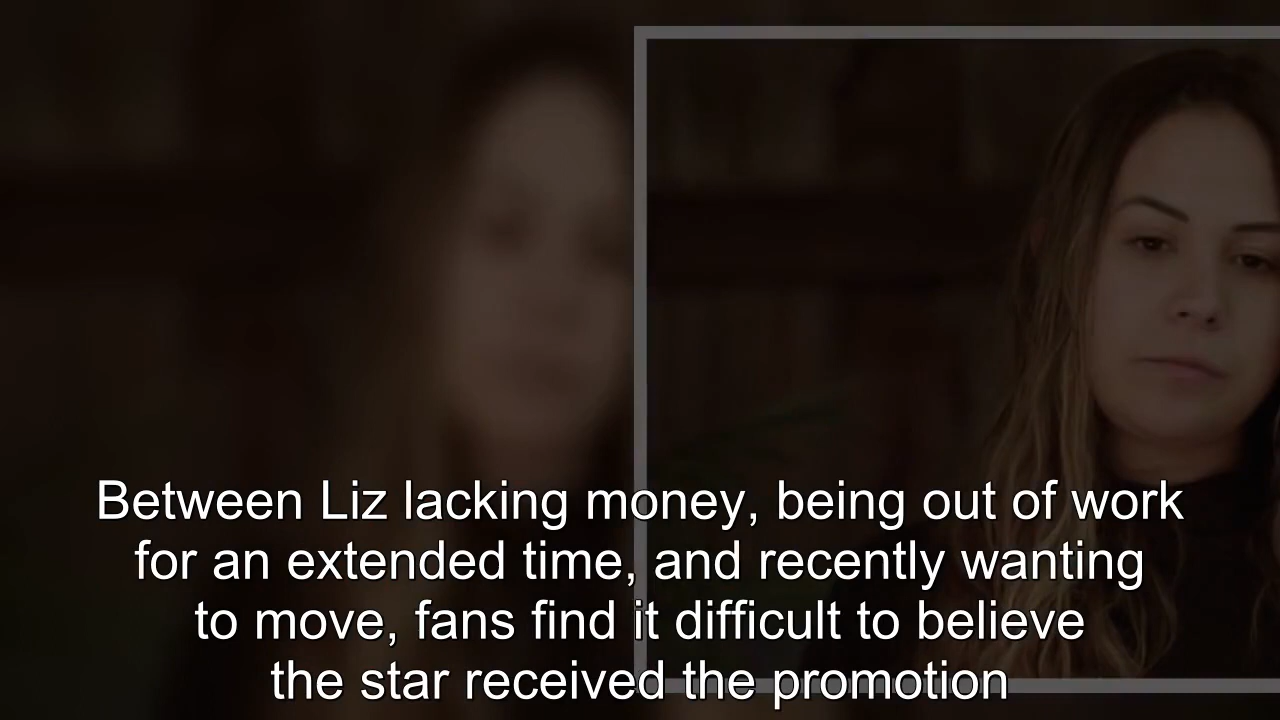 Between Liz lacking money, being out of work
for an extended time, and recently wanting
to move, fans find it difficult to believe
the star received the promotion